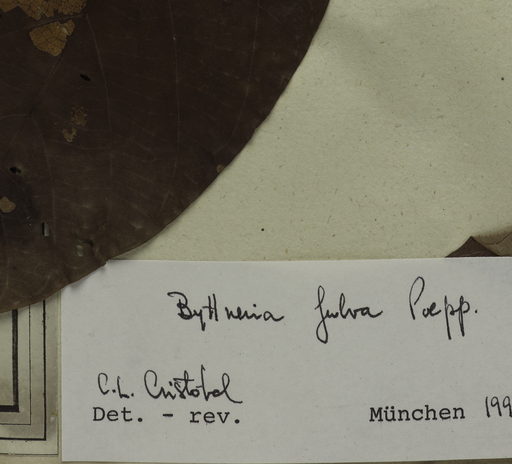 Byttneria fulva Poepp.
C.L. Cristóbal
Det. - rev. München 199